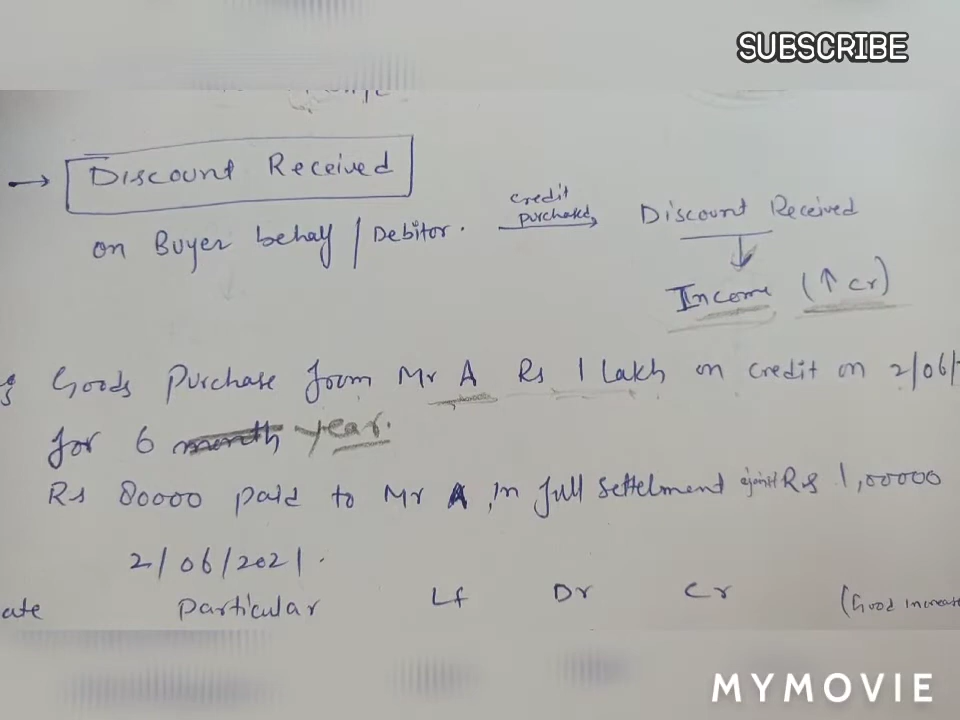 SUBSCRIBE
→ Discount Received
on Buyer behalf / Debitor. credit purchased → Discount Received
↓
Income (↑ Cr)
Goods Purchase from Mr A Rs 1 Lakh on credit on 2/06/
for 6 month year.
Rs 80000 paid to Mr A, in full settelment against Rs 1,00000
2/06/2021.
ate Particular Lf Dr Cr (Good increase
MYMOVIE